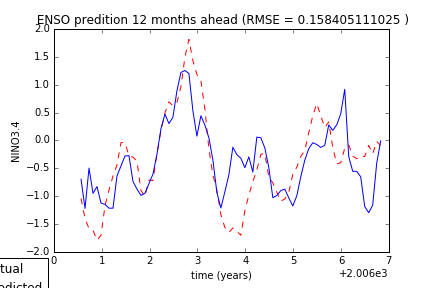 ENSO predition 12 months ahead (RMSE = 0.158405111025 )
2.0
1.5
1.0
0.5
0.0
−0.5
−1.0
−1.5
−2.0
NINO3.4
0 1 2 3 4 5 6 7
time (years)
+2.006e3
tual
edicted